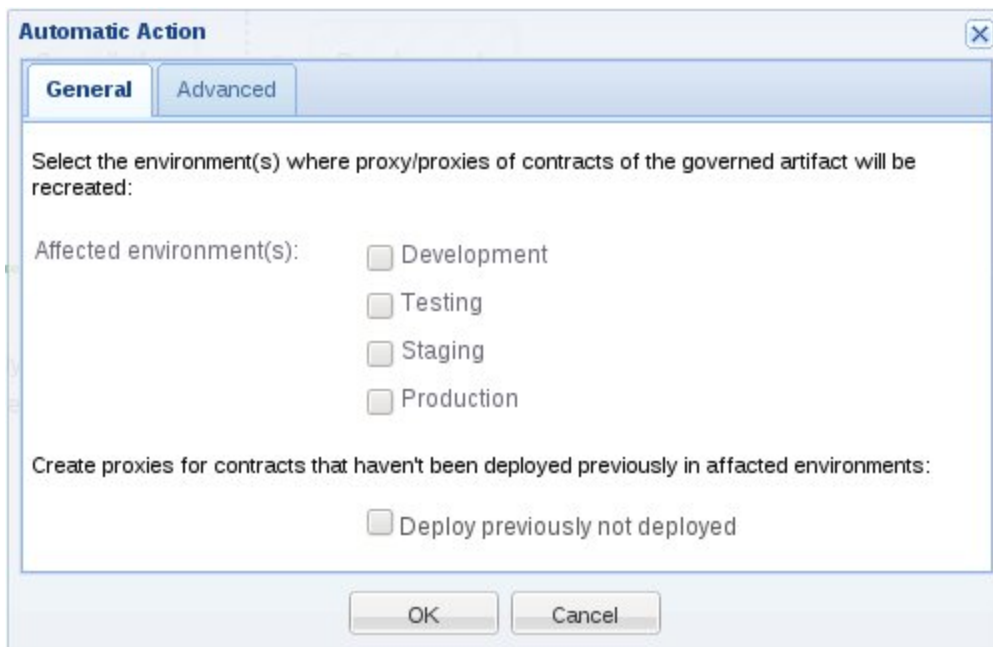 Automatic Action
General
Advanced
Select the environment(s) where proxy/proxies of contracts of the governed artifact will be
recreated:
Affected environment(s):
Development
Testing
Staging
Production
Create proxies for contracts that haven't been deployed previously in affacted environments:
Deploy previously not deployed
OK
Cancel